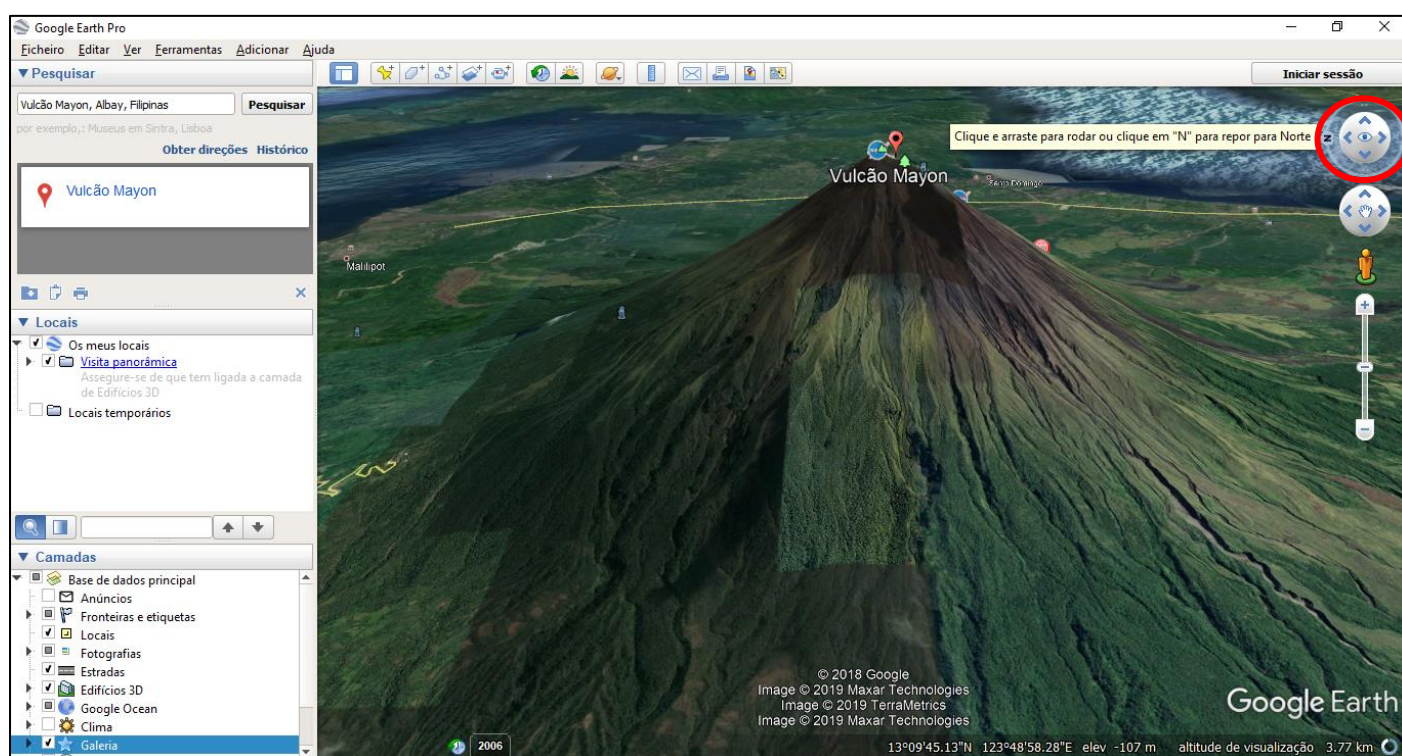 Google Earth Pro
Ficheiro Editar Ver Ferramentas Adicionar Ajuda
Pesquisar
Iniciar sessão
Vulcão Mayon, Albay, Filipinas
Pesquisar
por exemplo,: Museus em Sintra, Lisboa
Obter direções Histórico
Vulcão Mayon
Clique e arraste para rodar ou clique em "N" para repor para Norte
N
Vulcão Mayon
Santo Domingo
Malilipot
Locais
Os meus locais
Visita panorâmica
Assegure-se de que tem ligada a camada
de Edifícios 3D
Locais temporários
Camadas
Base de dados principal
Anúncios
Fronteiras e etiquetas
Locais
Fotografias
Estradas
Edifícios 3D
Google Ocean
Clima
Galeria
© 2018 Google
Image © 2019 Maxar Technologies
Image © 2019 TerraMetrics
Image © 2019 Maxar Technologies
Google Earth
2006
13°09'45.13"N 123°48'58.28"E elev -107 m altitude de visualização 3.77 km